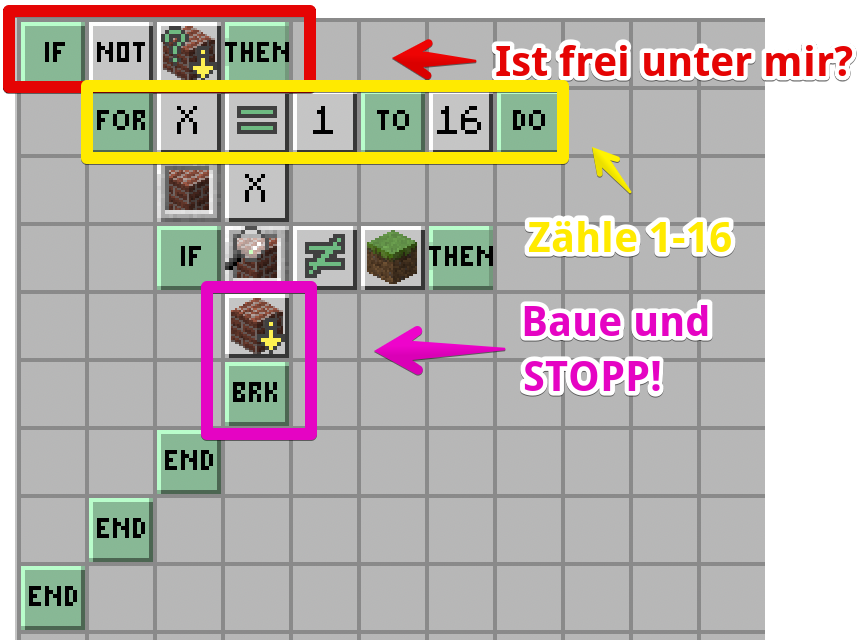 IF NOT ? THEN
Ist frei unter mir?
FOR X = 1 TO 16 DO
X
Zähle 1-16
IF ≠ THEN
Baue und
STOPP!
BRK
END
END
END